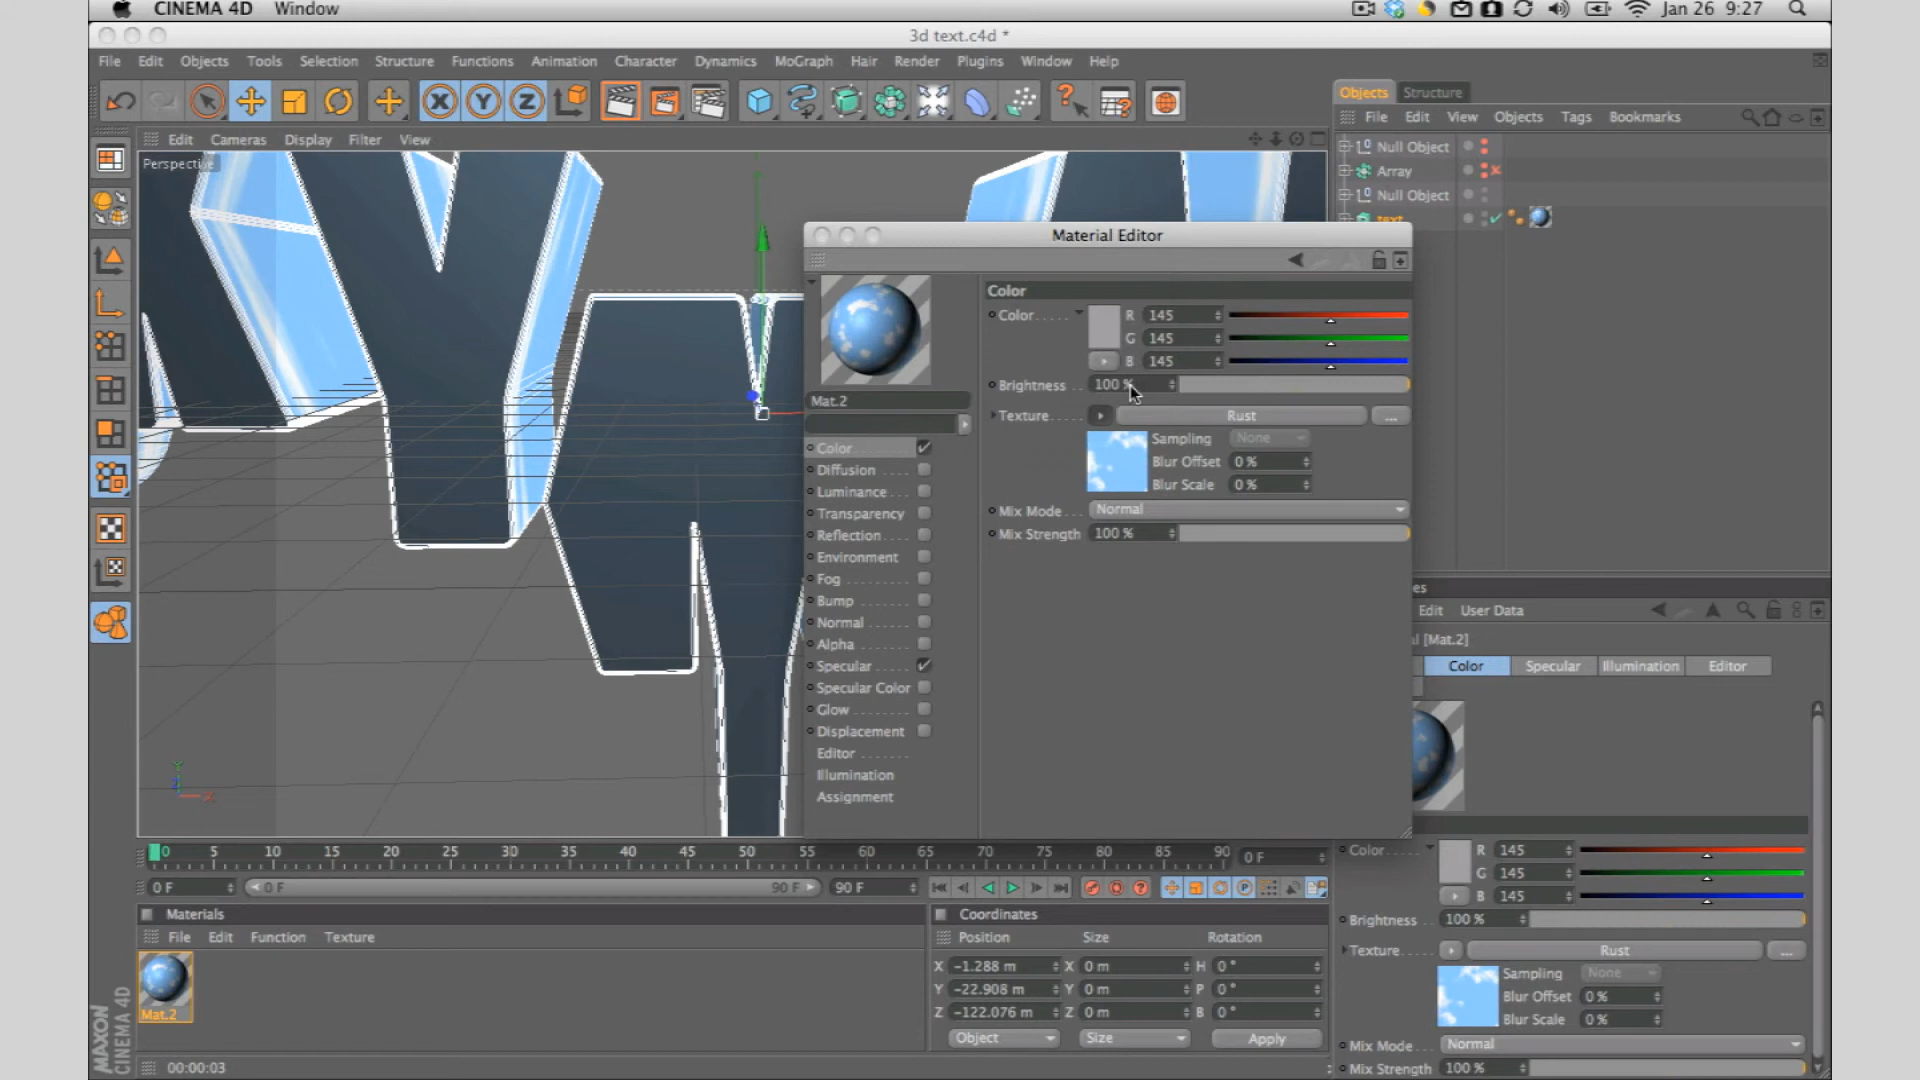 CINEMA 4D Window Jan 26 9:27
3d text.c4d *
File Edit Objects Tools Selection Structure Functions Animation Character Dynamics MoGraph Hair Render Plugins Window Help
X Y Z
Objects Structure
File Edit View Objects Tags Bookmarks
Edit Cameras Display Filter View
Perspective
Null Object
Array
Null Object
text
Material Editor
Color
Color R 145
G 145
B 145
Brightness 100 %
Texture Rust ...
Sampling None
Blur Offset 0 %
Blur Scale 0 %
Mix Mode Normal
Mix Strength 100 %
Mat.2
Color
Diffusion
Luminance
Transparency
Reflection
Environment
Fog
Bump
Normal
Alpha
Specular
Specular Color
Glow
Displacement
Editor
Illumination
Assignment
es
Edit User Data
l [Mat.2]
Color Specular Illumination Editor
Color R 145
G 145
B 145
Brightness 100 %
Texture Rust ...
Sampling None
Blur Offset 0 %
Blur Scale 0 %
Mix Mode Normal
Mix Strength 100 %
Y
Z X
0 5 10 15 20 25 30 35 40 45 50 55 60 65 70 75 80 85 90 0 F
0 F 0 F 90 F 90 F
P
Materials
File Edit Function Texture
Mat.2
Coordinates
Position Size Rotation
X -1.288 m X 0 m H 0 °
Y -22.908 m Y 0 m P 0 °
Z -122.076 m Z 0 m B 0 °
Object Size Apply
MAXON
CINEMA 4D
00:00:03